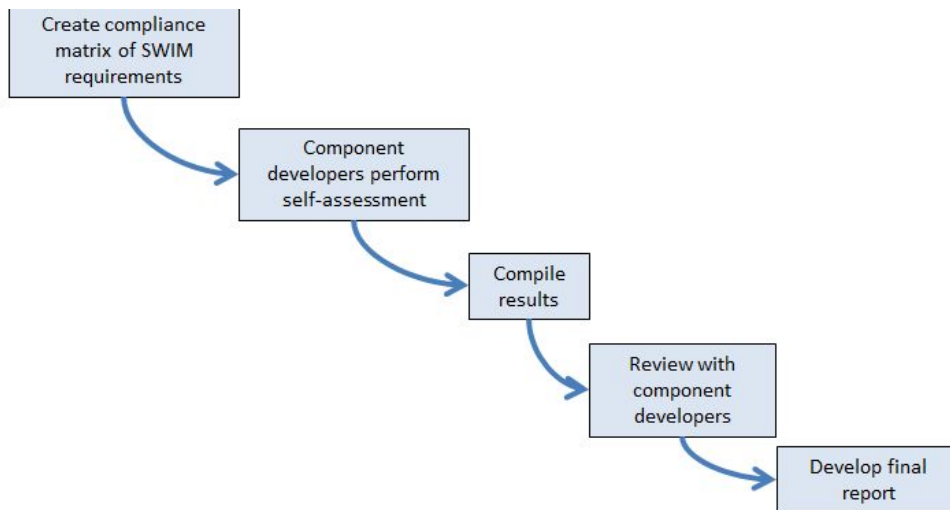 Create compliance
matrix of SWIM
requirements
Component
developers perform
self-assessment
Compile
results
Review with
component
developers
Develop final
report